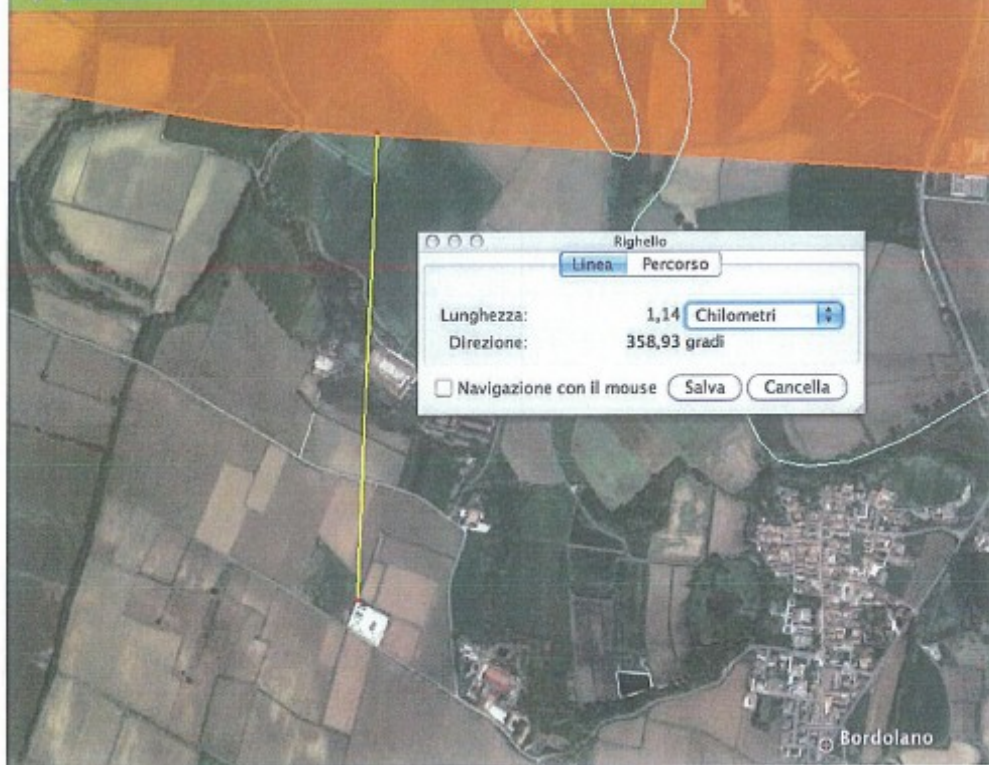 Righello
Linea Percorso
Lunghezza: 1,14 Chilometri
Direzione: 358,93 gradi
Navigazione con il mouse Salva Cancella
Bordolano